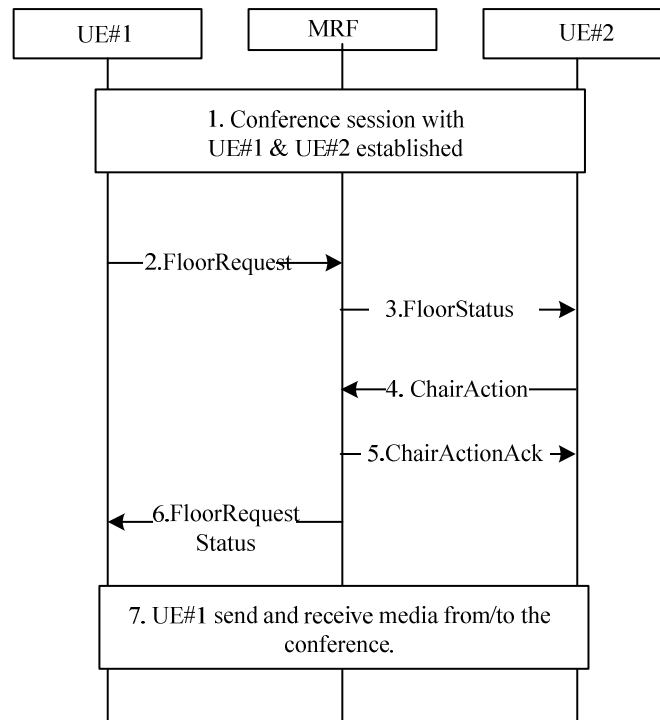 UE#1
MRF
UE#2
1. Conference session with
UE#1 & UE#2 established
2.FloorRequest
3.FloorStatus
4. ChairAction
5.ChairActionAck
6.FloorRequest
Status
7. UE#1 send and receive media from/to the
conference.